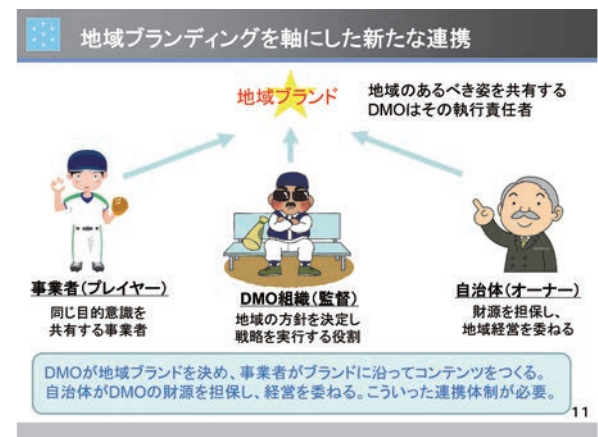 地域ブランディングを軸にした新たな連携
地域ブランド
地域のあるべき姿を共有する
DMOはその執行責任者
事業者(プレイヤー)
同じ目的意識を
共有する事業者
DMO組織(監督)
地域の方針を決定し
戦略を実行する役割
自治体(オーナー)
財源を担保し、
地域経営を委ねる
DMOが地域ブランドを決め、事業者がブランドに沿ってコンテンツをつくる。
自治体がDMOの財源を担保し、経営を委ねる。こういった連携体制が必要。
11